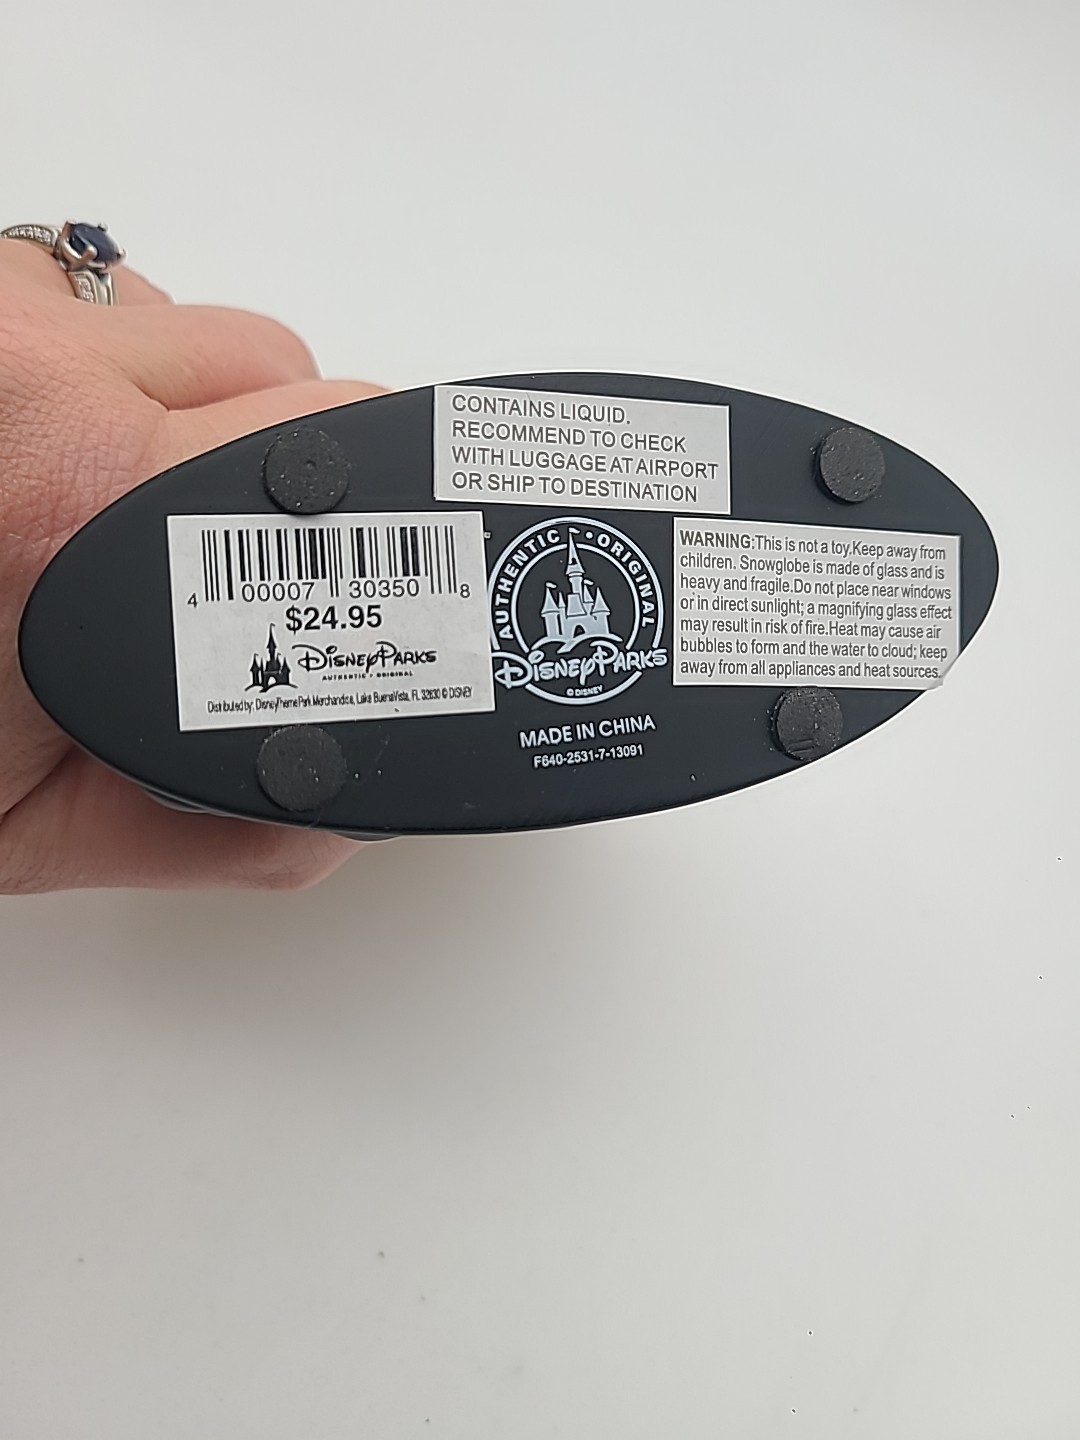 CONTAINS LIQUID.
RECOMMEND TO CHECK
WITH LUGGAGE AT AIRPORT
OR SHIP TO DESTINATION
4 00007 30350 8
$24.95
DISNEYPARKS
AUTHENTIC • ORIGINAL
Distributed by: Disney Theme Park Merchandise, Lake Buena Vista, FL 32830 © DISNEY
AUTHENTIC • ORIGINAL
DISNEYPARKS
© DISNEY
MADE IN CHINA
F640-2531-7-13091
WARNING:This is not a toy.Keep away from
children. Snowglobe is made of glass and is
heavy and fragile.Do not place near windows
or in direct sunlight; a magnifying glass effect
may result in risk of fire.Heat may cause air
bubbles to form and the water to cloud; keep
away from all appliances and heat sources.